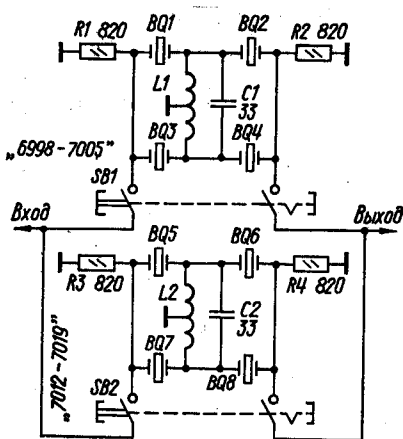 R1 820 BQ1 BQ2 R2 820
L1 C1
33
„6998-7005” BQ3 BQ4
SB1
Вход Выход
BQ5 BQ6
R3 820 L2 C2 R4 820
33
„7012-7019” BQ7 BQ8
SB2